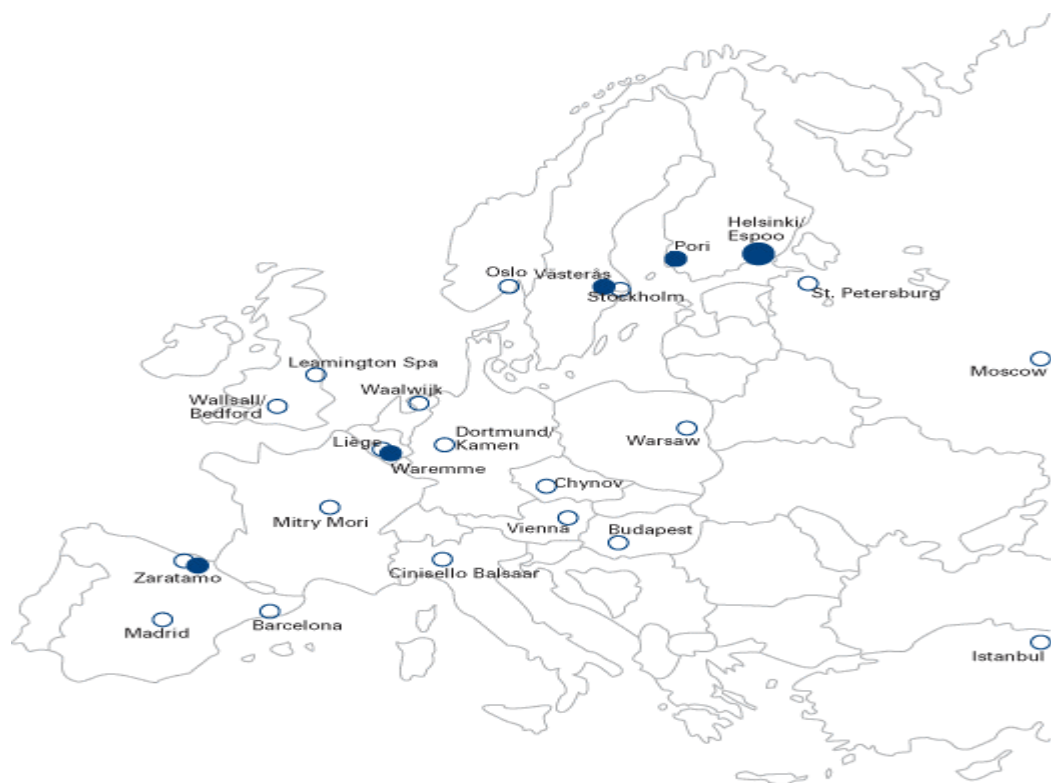 Helsinki/
Espoo
Pori
Oslo
Västerås
Stockholm
St. Petersburg
Leamington Spa
Moscow
Waalwijk
Wallsall/
Bedford
Dortmund/
Kamen
Liège
Warsaw
Waremme
Chynov
Mitry Mori
Vienna
Budapest
Zaratamo
Cinisello Balsaar
Madrid
Barcelona
Istanbul